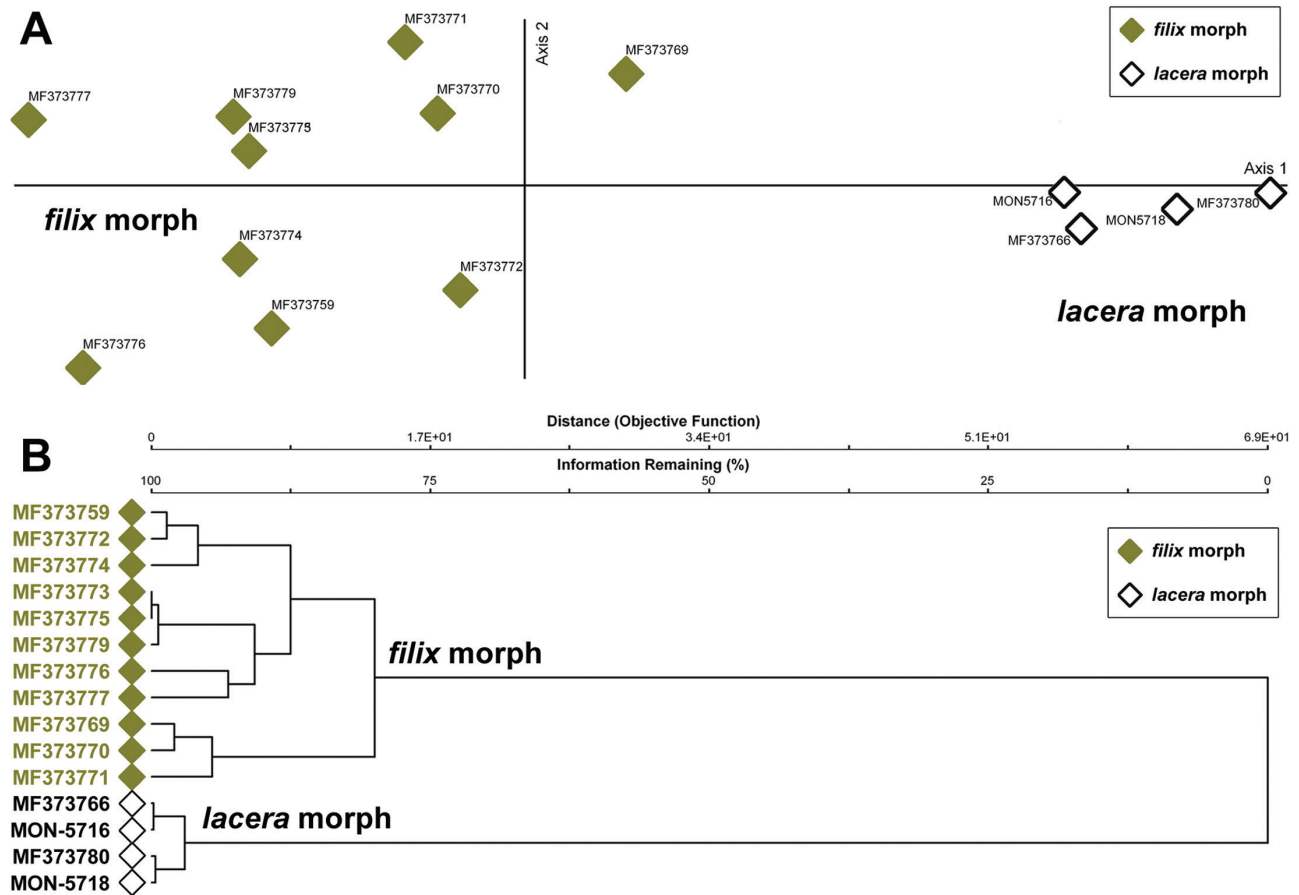 A
MF373771
Axis 2
MF373769
filix morph
lacera morph
MF373777
MF373779
MF373770
MF373775
Axis 1
MON5716
MF373780
MON5718
MF373766
filix morph
MF373774
MF373772
MF373759
lacera morph
MF373776
B
Distance (Objective Function)
0 1.7E+01 3.4E+01 5.1E+01 6.9E+01
Information Remaining (%)
100 75 50 25 0
MF373759
MF373772
MF373774
MF373773
MF373775
MF373779
MF373776
MF373777
MF373769
MF373770
MF373771
MF373766
MON-5716
MF373780
MON-5718
filix morph
lacera morph
filix morph
lacera morph